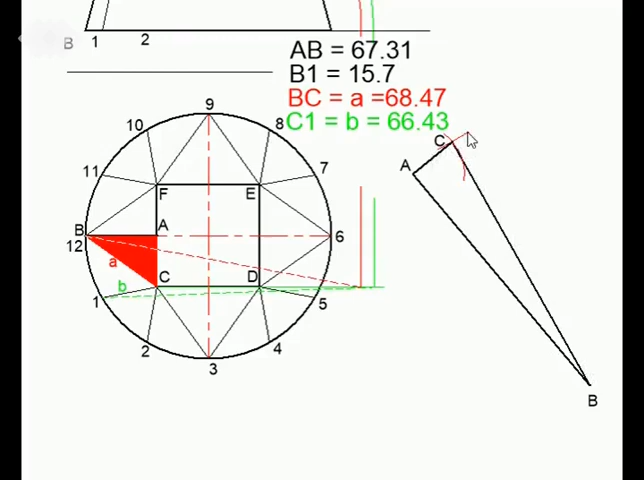 B 1 2
AB = 67.31
B1 = 15.7
BC = a =68.47
C1 = b = 66.43
9
10 8
11 7
F E
B A 6
12
a
C D
b
1 5
2 4
3
C
A
B